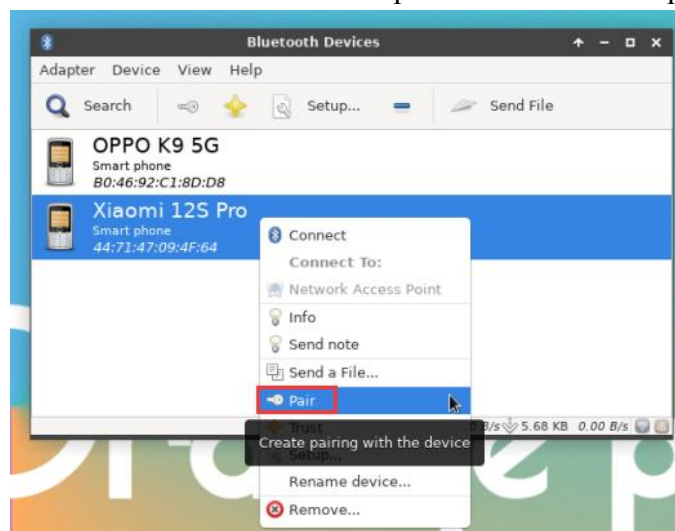 Bluetooth Devices
Adapter Device View Help
Search Setup... Send File
OPPO K9 5G
Smart phone
B0:46:92:C1:8D:D8
Xiaomi 12S Pro
Smart phone
44:71:47:09:4F:64
Connect
Connect To:
Network Access Point
Info
Send note
Send a File...
Pair
Trust
B/s 5.68 KB 0.00 B/s
Create pairing with the device
Setup...
Rename device...
Remove...